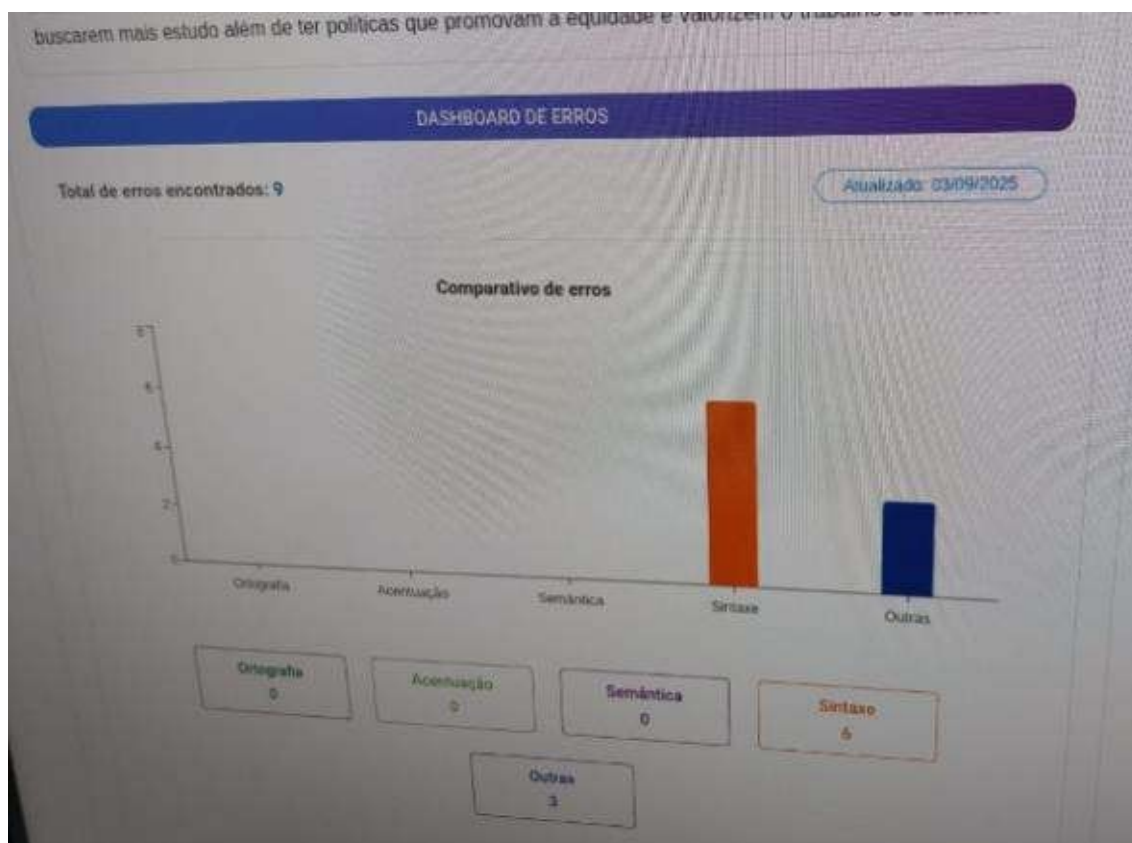 buscarem mais estudo além de ter políticas que promovam a equidade e valorizem o trabalho
DASHBOARD DE ERROS
Total de erros encontrados: 9
Atualizado: 03/09/2025
Comparativo de erros
8
6
4
2
0
Ortografia Acentuação Semântica Sintaxe Outras
Ortografia Acentuação Semântica Sintaxe
0 0 0 6
Outras
3